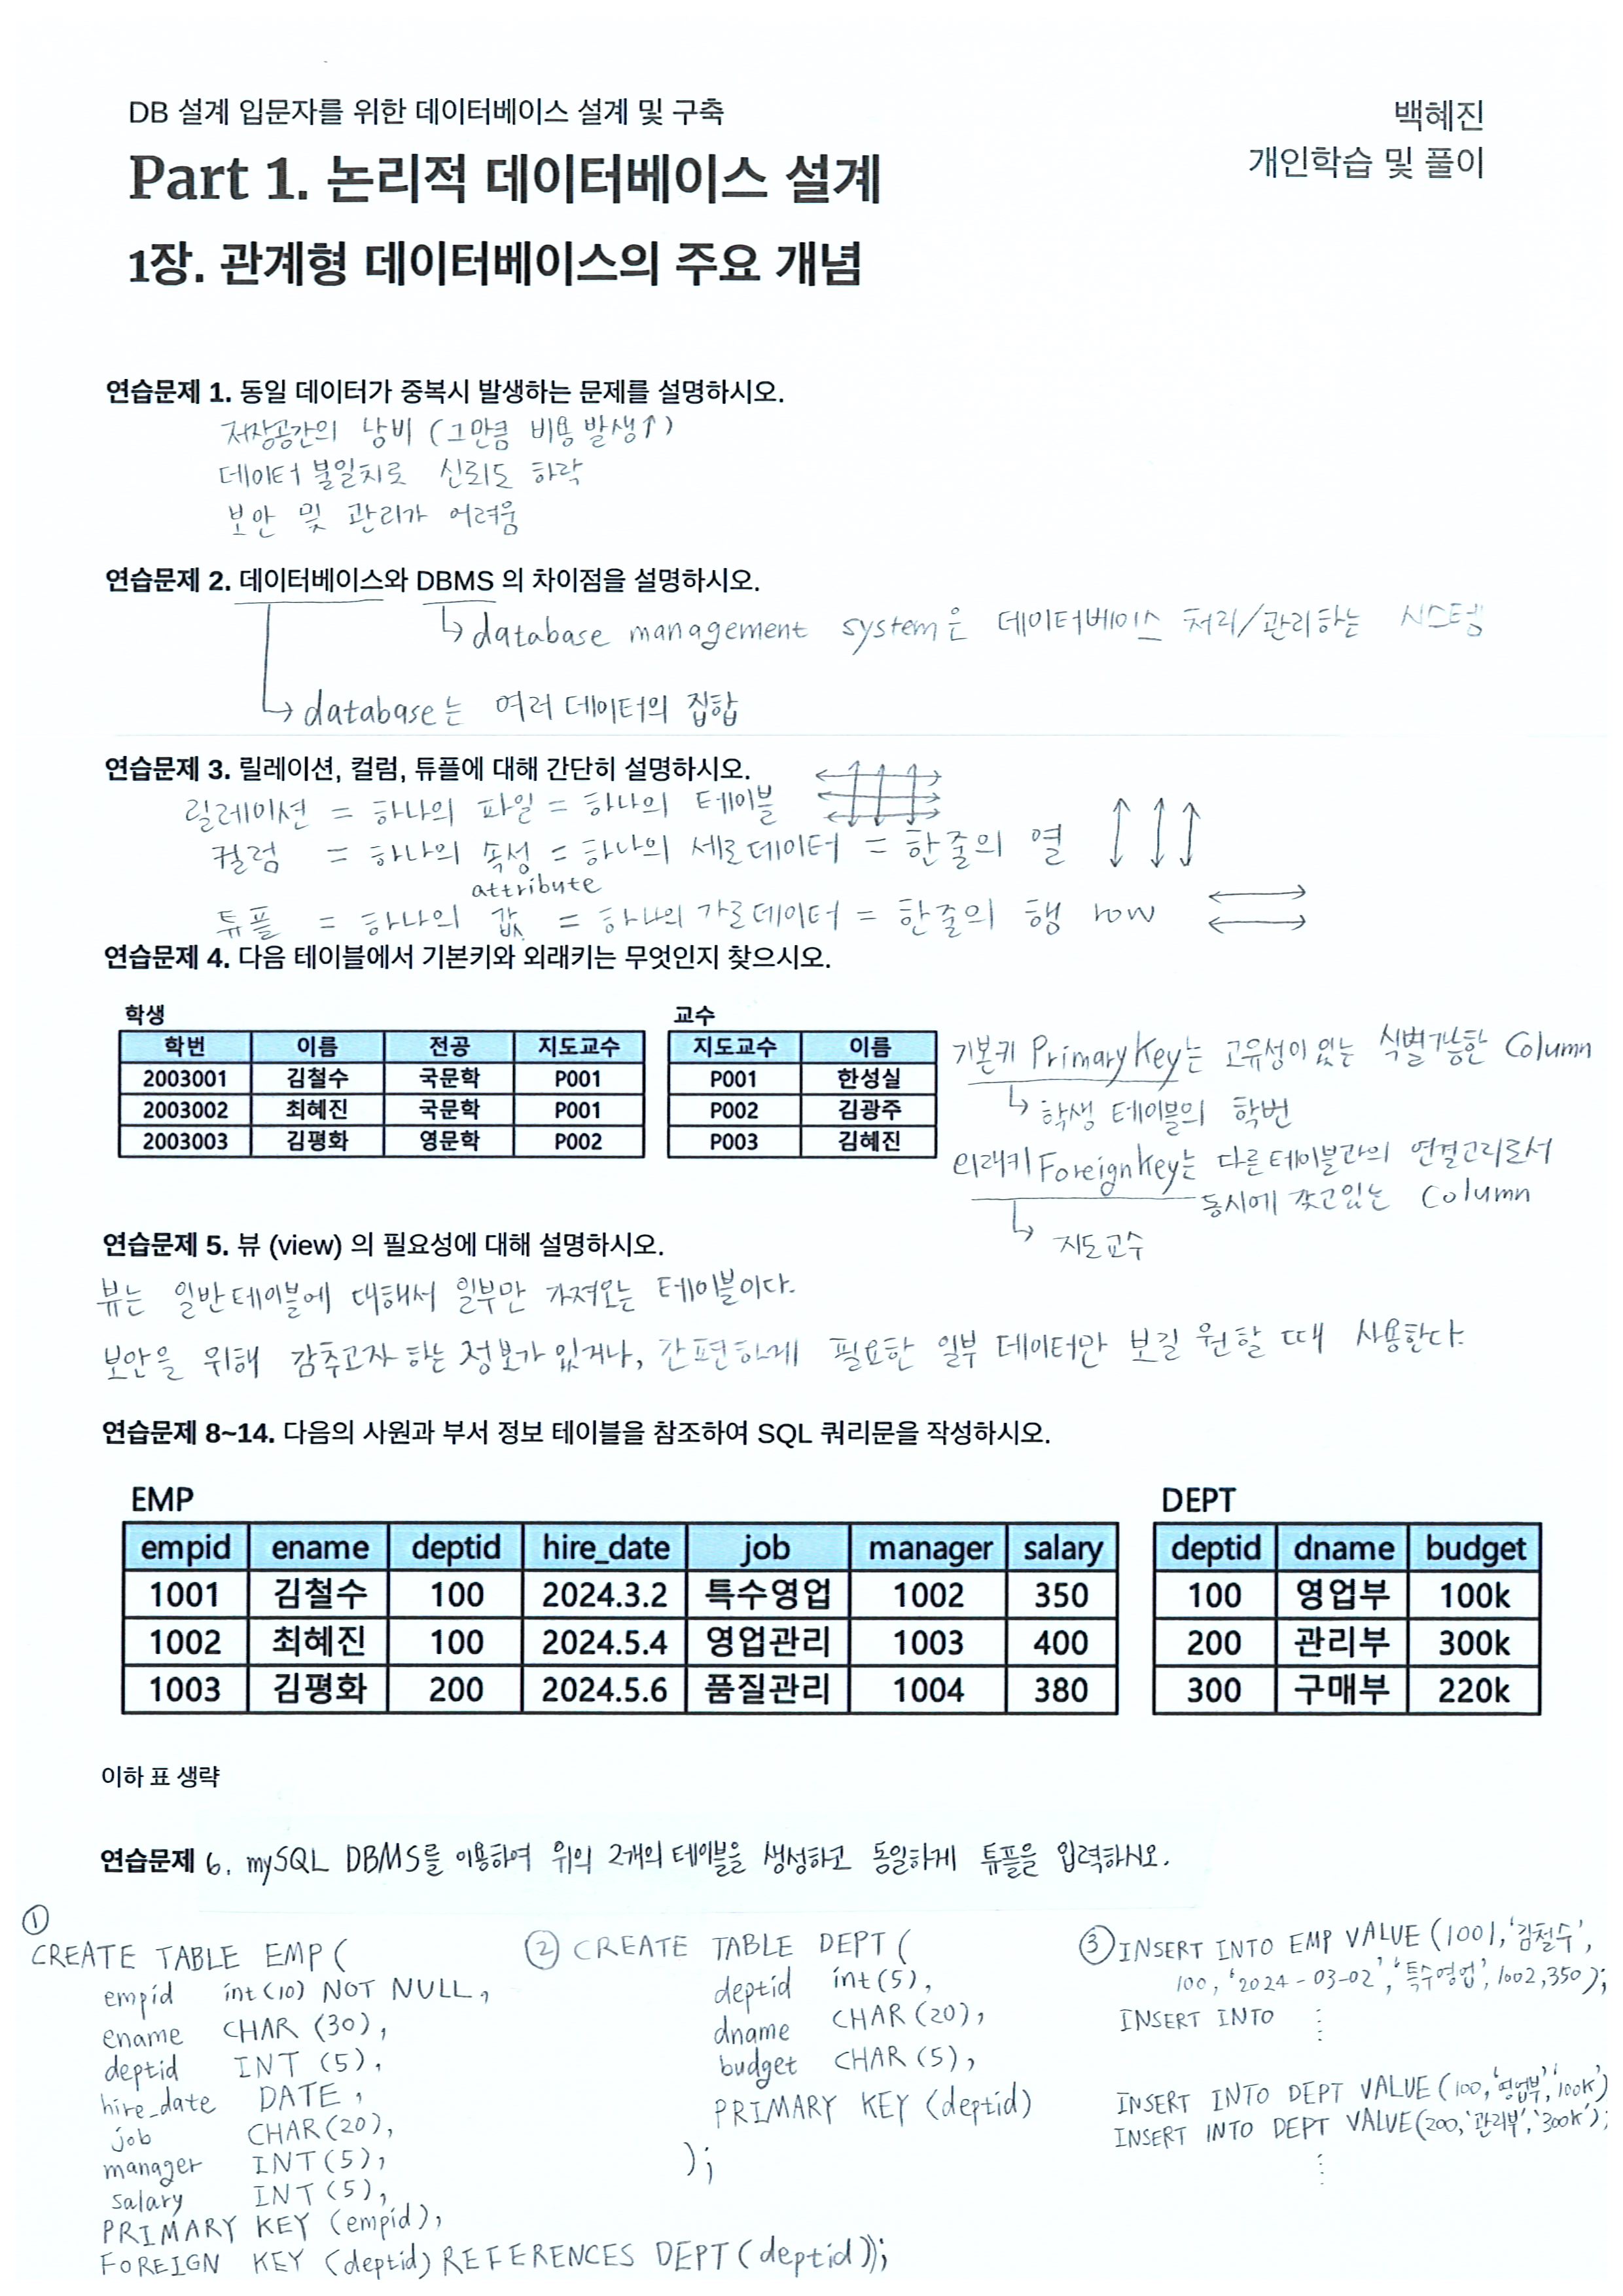 DB 설계 입문자를 위한 데이터베이스 설계 및 구축
백혜진
Part 1. 논리적 데이터베이스 설계
개인학습 및 풀이
1장. 관계형 데이터베이스의 주요 개념
연습문제 1. 동일 데이터가 중복시 발생하는 문제를 설명하시오.
저장공간의 낭비 (그만큼 비용 발생↑)
데이터 불일치로 신뢰도 하락
보안 및 관리가 어려움
연습문제 2. 데이터베이스와 DBMS 의 차이점을 설명하시오.
↳ database management system은 데이터베이스 처리/관리하는 시스템
↳ database는 여러 데이터의 집합
연습문제 3. 릴레이션, 컬럼, 튜플에 대해 간단히 설명하시오.
릴레이션 = 하나의 파일 = 하나의 테이블
컬럼 = 하나의 속성 = 하나의 세로데이터 = 한줄의 열
attribute
튜플 = 하나의 값 = 하나의 가로데이터 = 한줄의 행 row
연습문제 4. 다음 테이블에서 기본키와 외래키는 무엇인지 찾으시오.
학생
학번 이름 전공 지도교수
2003001 김철수 국문학 P001
2003002 최혜진 국문학 P001
2003003 김평화 영문학 P002
교수
지도교수 이름
P001 한성실
P002 김광주
P003 김혜진
기본키 Primary Key는 고유성이 있는 식별가능한 Column
↳ 학생 테이블의 학번
외래키 Foreign Key는 다른테이블과의 연결고리로서
동시에 갖고있는 Column
↳ 지도교수
연습문제 5. 뷰 (view) 의 필요성에 대해 설명하시오.
뷰는 일반테이블에 대해서 일부만 가져오는 테이블이다.
보안을 위해 감추고자 하는 정보가 있거나, 간편하게 필요한 일부 데이터만 보길 원할 때 사용한다.
연습문제 8~14. 다음의 사원과 부서 정보 테이블을 참조하여 SQL 쿼리문을 작성하시오.
EMP
empid ename deptid hire_date job manager salary
1001 김철수 100 2024.3.2 특수영업 1002 350
1002 최혜진 100 2024.5.4 영업관리 1003 400
1003 김평화 200 2024.5.6 품질관리 1004 380
DEPT
deptid dname budget
100 영업부 100k
200 관리부 300k
300 구매부 220k
이하 표 생략
연습문제 6. mySQL DBMS를 이용하여 위의 2개의 테이블을 생성하고 동일하게 튜플을 입력하시오.
①
CREATE TABLE EMP (
empid int(10) NOT NULL,
ename CHAR (30),
deptid INT (5),
hire_date DATE,
job CHAR(20),
manager INT(5),
salary INT(5),
PRIMARY KEY (empid),
FOREIGN KEY (deptid) REFERENCES DEPT(deptid));
② CREATE TABLE DEPT (
deptid int(5),
dname CHAR (20),
budget CHAR (5),
PRIMARY KEY (deptid)
);
③ INSERT INTO EMP VALUE (1001, '김철수',
100, '2024-03-02', '특수영업', 1002, 350);
INSERT INTO ⋮
INSERT INTO DEPT VALUE (100, '영업부', '100k')
INSERT INTO DEPT VALUE(200, '관리부', '300k');
⋮